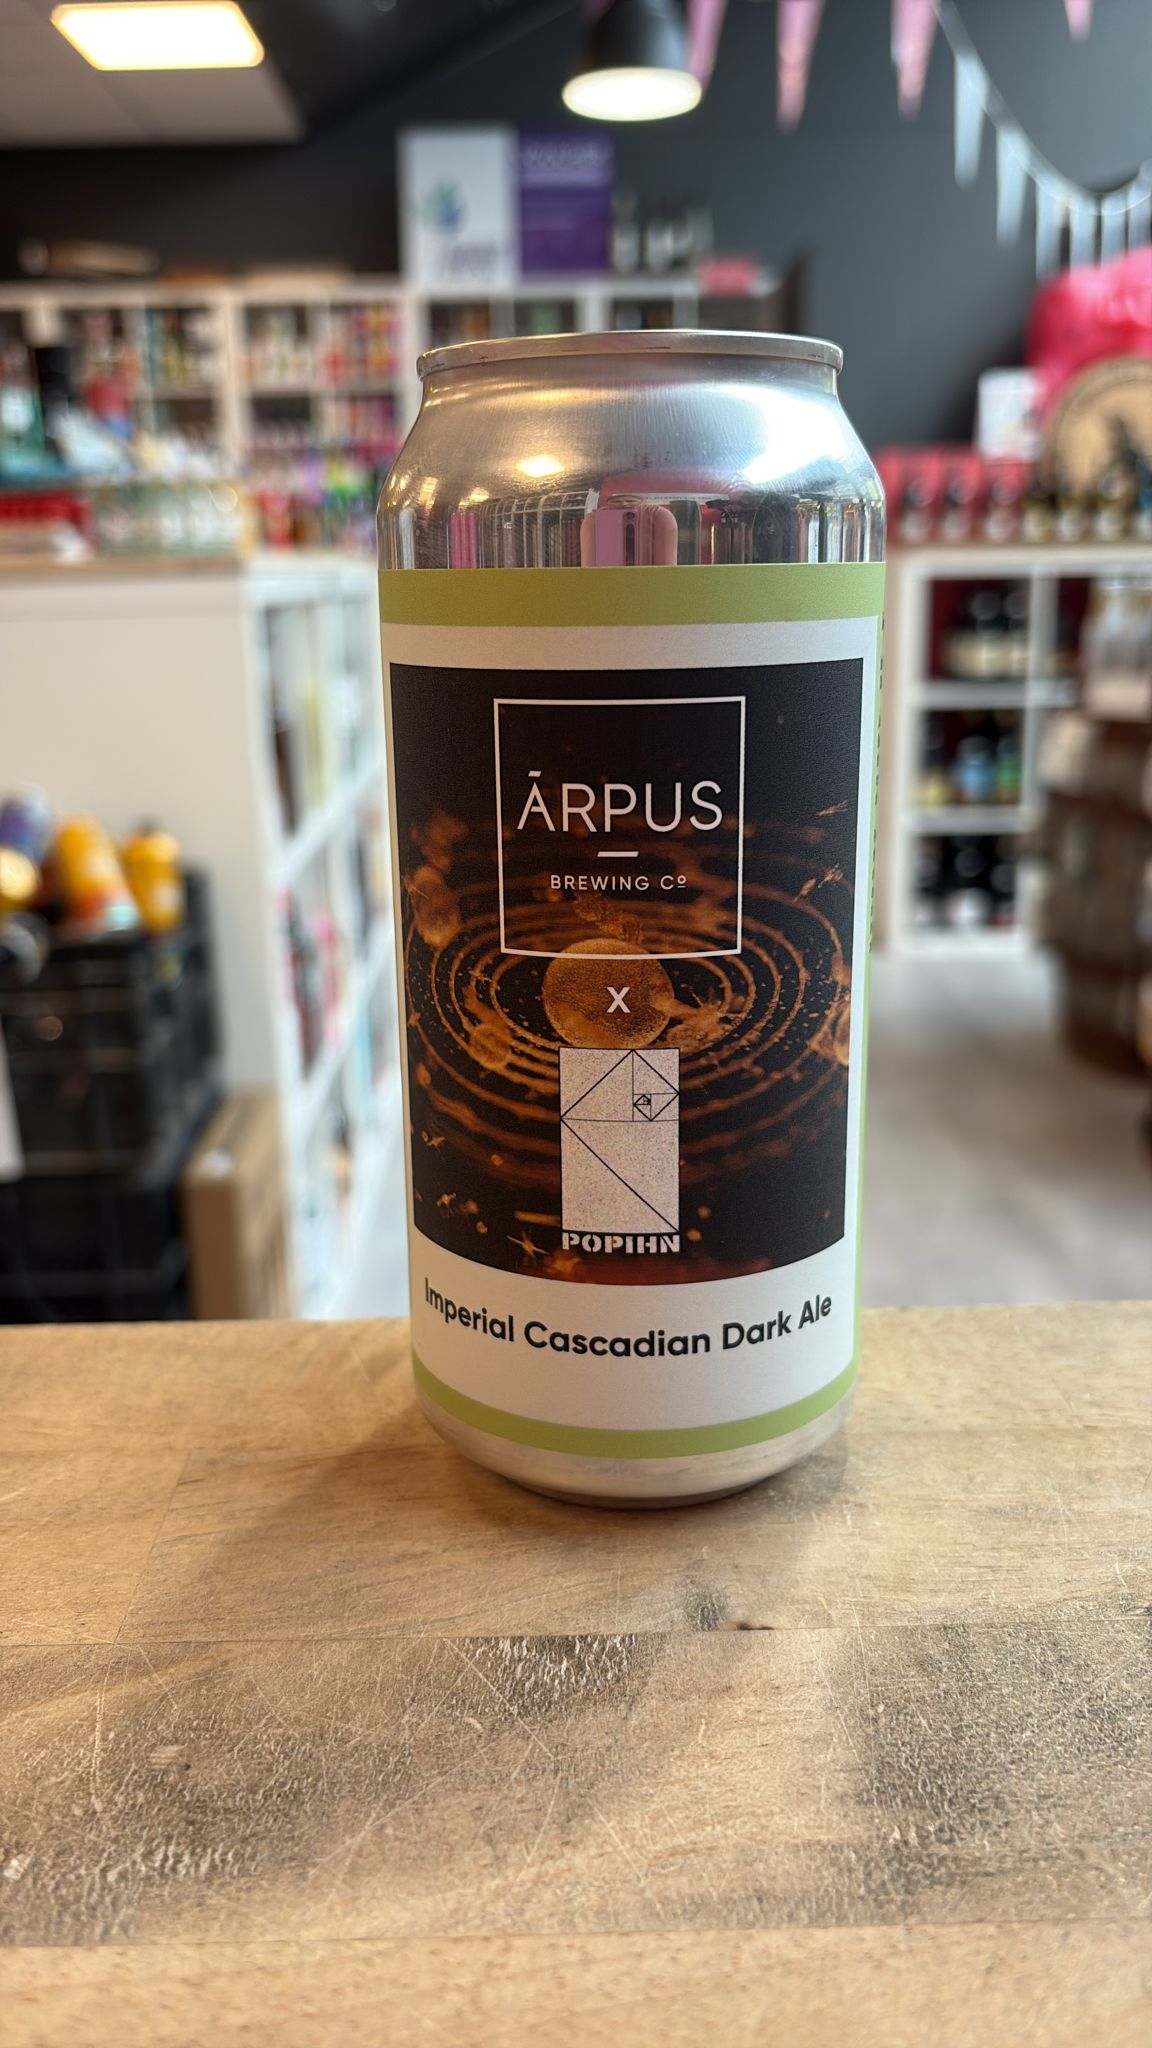 ĀRPUS
BREWING Cº
X
POPIHN
Imperial Cascadian Dark Ale